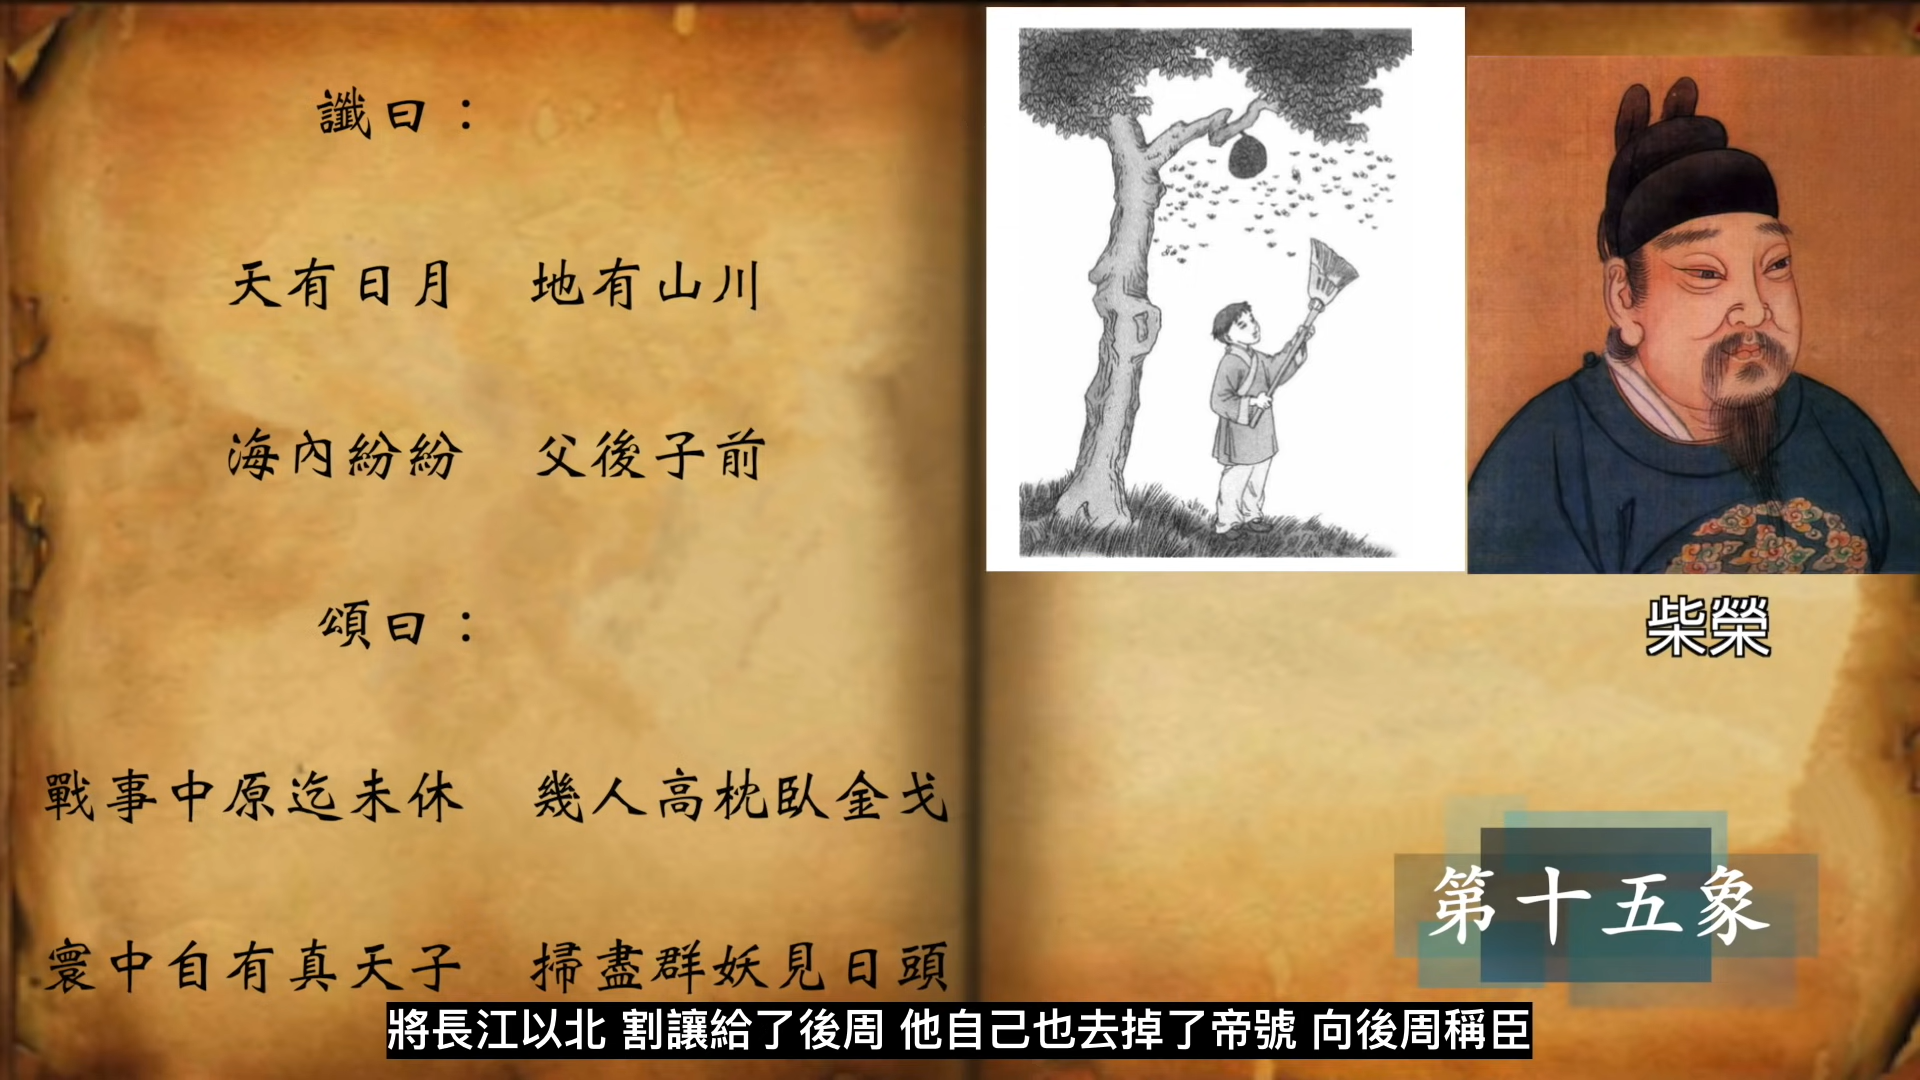 讖曰：
天有日月　地有山川
海內紛紛　父後子前
頌曰：
戰事中原迄未休　幾人高枕臥金戈
寰中自有真天子　掃盡群妖見日頭
柴榮
第十五象
將長江以北 割讓給了後周 他自己也去掉了帝號 向後周稱臣